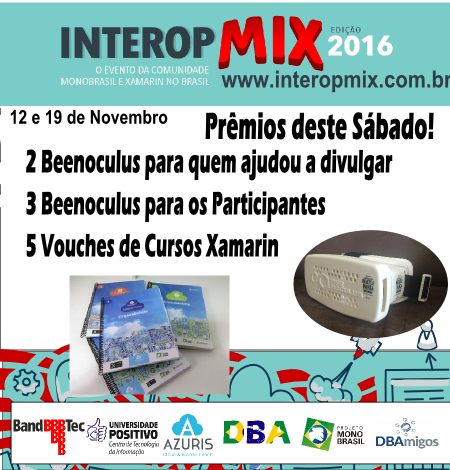 INTEROP MIX
EDIÇÃO
2016
O EVENTO DA COMUNIDADE
MONOBRASIL E XAMARIN NO BRASIL
www.interopmix.com.br
12 e 19 de Novembro
Prêmios deste Sábado!
2 Beenoculus para quem ajudou a divulgar
3 Beenoculus para os Participantes
5 Vouches de Cursos Xamarin
BandTec
UNIVERSIDADE
POSITIVO
Centro de Tecnologia
da Informação
AZURIS
DBA
PROJETO
MONO
BRASIL
DBAmigos